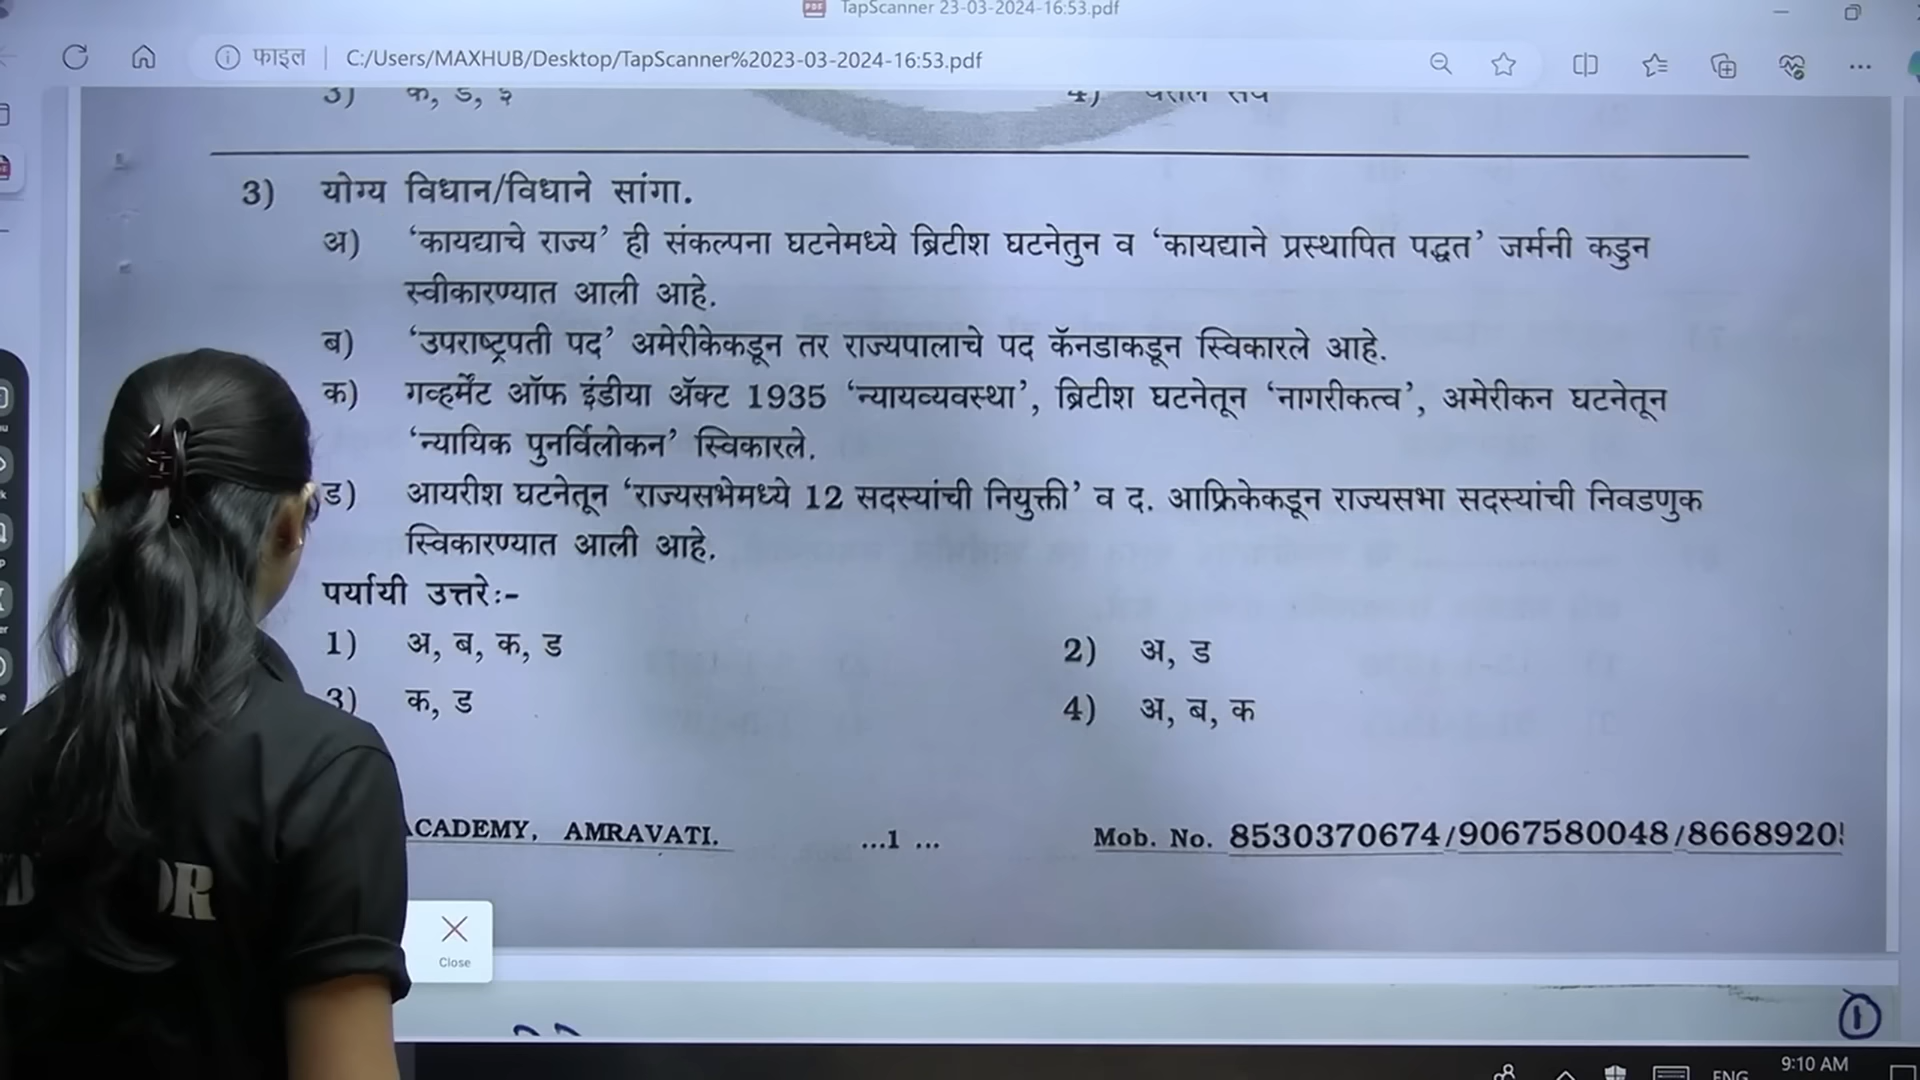 TapScanner 23-03-2024-16:53.pdf
फाइल | C:/Users/MAXHUB/Desktop/TapScanner%2023-03-2024-16:53.pdf
3) क, ड, इ
4)
3) योग्य विधान/विधाने सांगा.
अ) ‘कायद्याचे राज्य’ ही संकल्पना घटनेमध्ये ब्रिटीश घटनेतुन व ‘कायद्याने प्रस्थापित पद्धत’ जर्मनी कडुन
स्वीकारण्यात आली आहे.
ब) ‘उपराष्ट्रपती पद’ अमेरीकेकडून तर राज्यपालाचे पद कॅनडाकडून स्विकारले आहे.
क) गव्हर्मेंट ऑफ इंडीया ॲक्ट 1935 ‘न्यायव्यवस्था’, ब्रिटीश घटनेतून ‘नागरीकत्व’, अमेरीकन घटनेतून
‘न्यायिक पुनर्विलोकन’ स्विकारले.
ड) आयरीश घटनेतून ‘राज्यसभेमध्ये 12 सदस्यांची नियुक्ती’ व द. आफ्रिकेकडून राज्यसभा सदस्यांची निवडणुक
स्विकारण्यात आली आहे.
पर्यायी उत्तरेः-
1) अ, ब, क, ड
2) अ, ड
3) क, ड
4) अ, ब, क
ACADEMY, AMRAVATI. ...1 ... Mob. No. 8530370674/9067580048/8668920
Close
1
9:10 AM
ENG